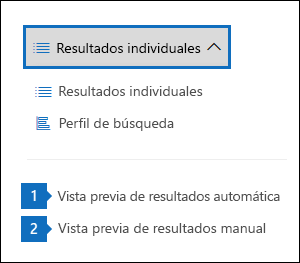 Resultados individuales
Resultados individuales
Perfil de búsqueda
1 Vista previa de resultados automática
2 Vista previa de resultados manual